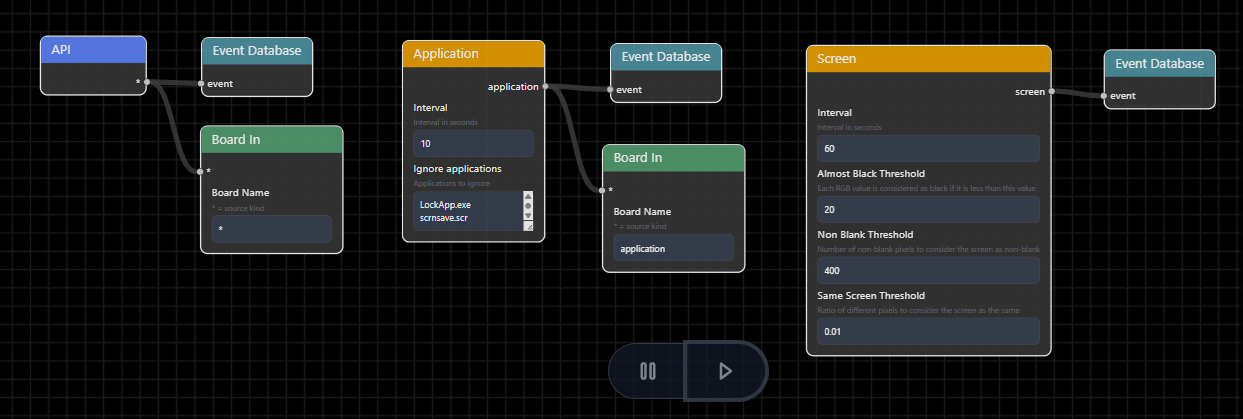 API
*
Event Database
event
Board In
*
Board Name
* = source kind
*
Application
application
Interval
Interval in seconds
10
Ignore applications
Applications to ignore
LockApp.exe
scrnsave.scr
Event Database
event
Board In
*
Board Name
* = source kind
application
Screen
screen
Interval
Interval in seconds
60
Almost Black Threshold
Each RGB value is considered as black if it is less than this value
20
Non Blank Threshold
Number of non-blank pixels to consider the screen as non-blank
400
Same Screen Threshold
Ratio of different pixels to consider the screen as the same
0.01
Event Database
event